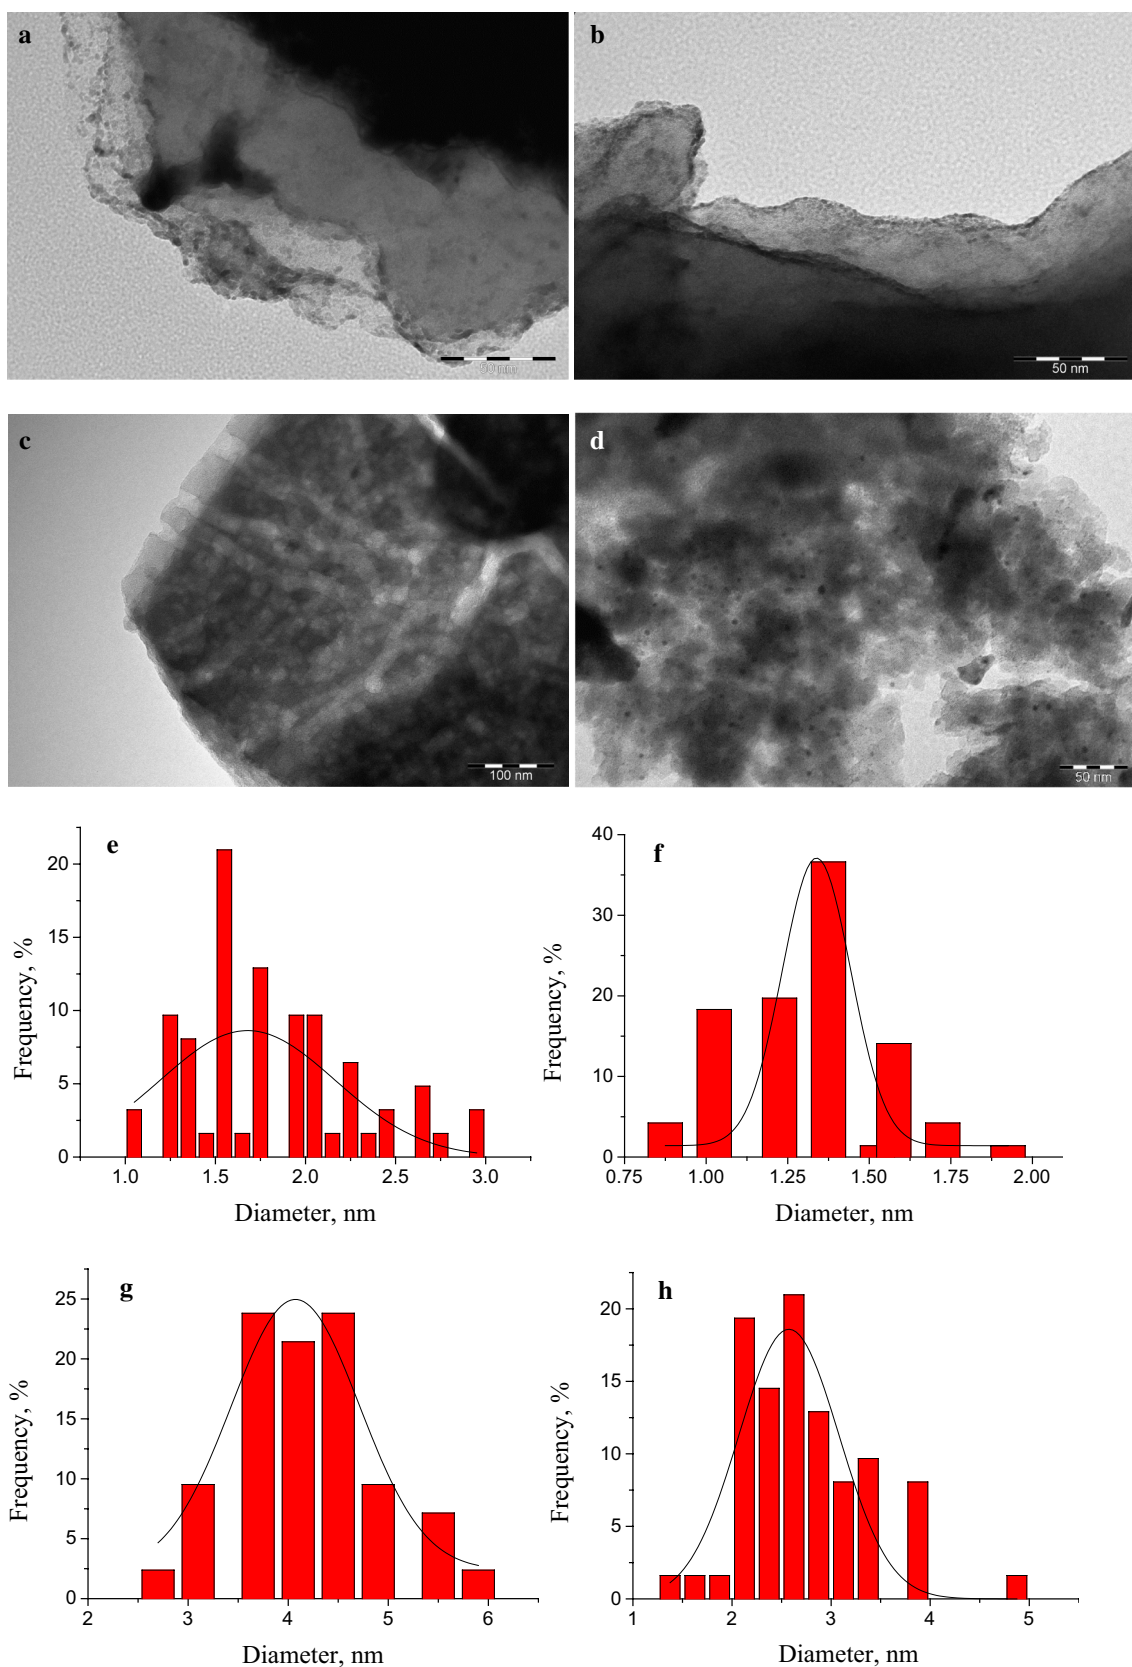 a
b
50 nm
50 nm
c
d
100 nm
50 nm
e
f
20
15
10
5
0
Frequency, %
1.0 1.5 2.0 2.5 3.0
Diameter, nm
40
30
20
10
0
Frequency, %
0.75 1.00 1.25 1.50 1.75 2.00
Diameter, nm
g
h
25
20
15
10
5
0
Frequency, %
2 3 4 5 6
Diameter, nm
20
15
10
5
0
Frequency, %
1 2 3 4 5
Diameter, nm